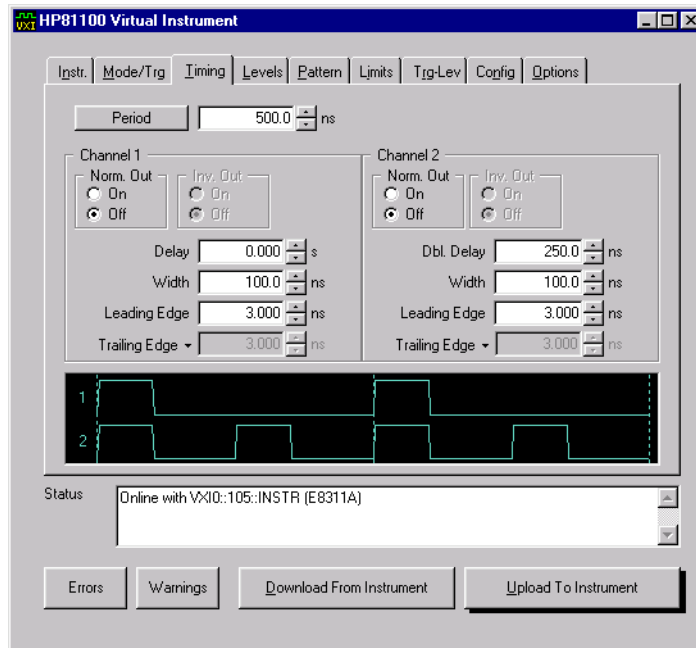 VXI HP81100 Virtual Instrument
Instr. Mode/Trg Timing Levels Pattern Limits Trg-Lev Config Options
Period 500.0 ns
Channel 1
Norm. Out Inv. Out
On On
Off Off
Delay 0.000 s
Width 100.0 ns
Leading Edge 3.000 ns
Trailing Edge 3.000 ns
Channel 2
Norm. Out Inv. Out
On On
Off Off
Dbl. Delay 250.0 ns
Width 100.0 ns
Leading Edge 3.000 ns
Trailing Edge 3.000 ns
1
2
Status Online with VXI0::105::INSTR (E8311A)
Errors Warnings Download From Instrument Upload To Instrument